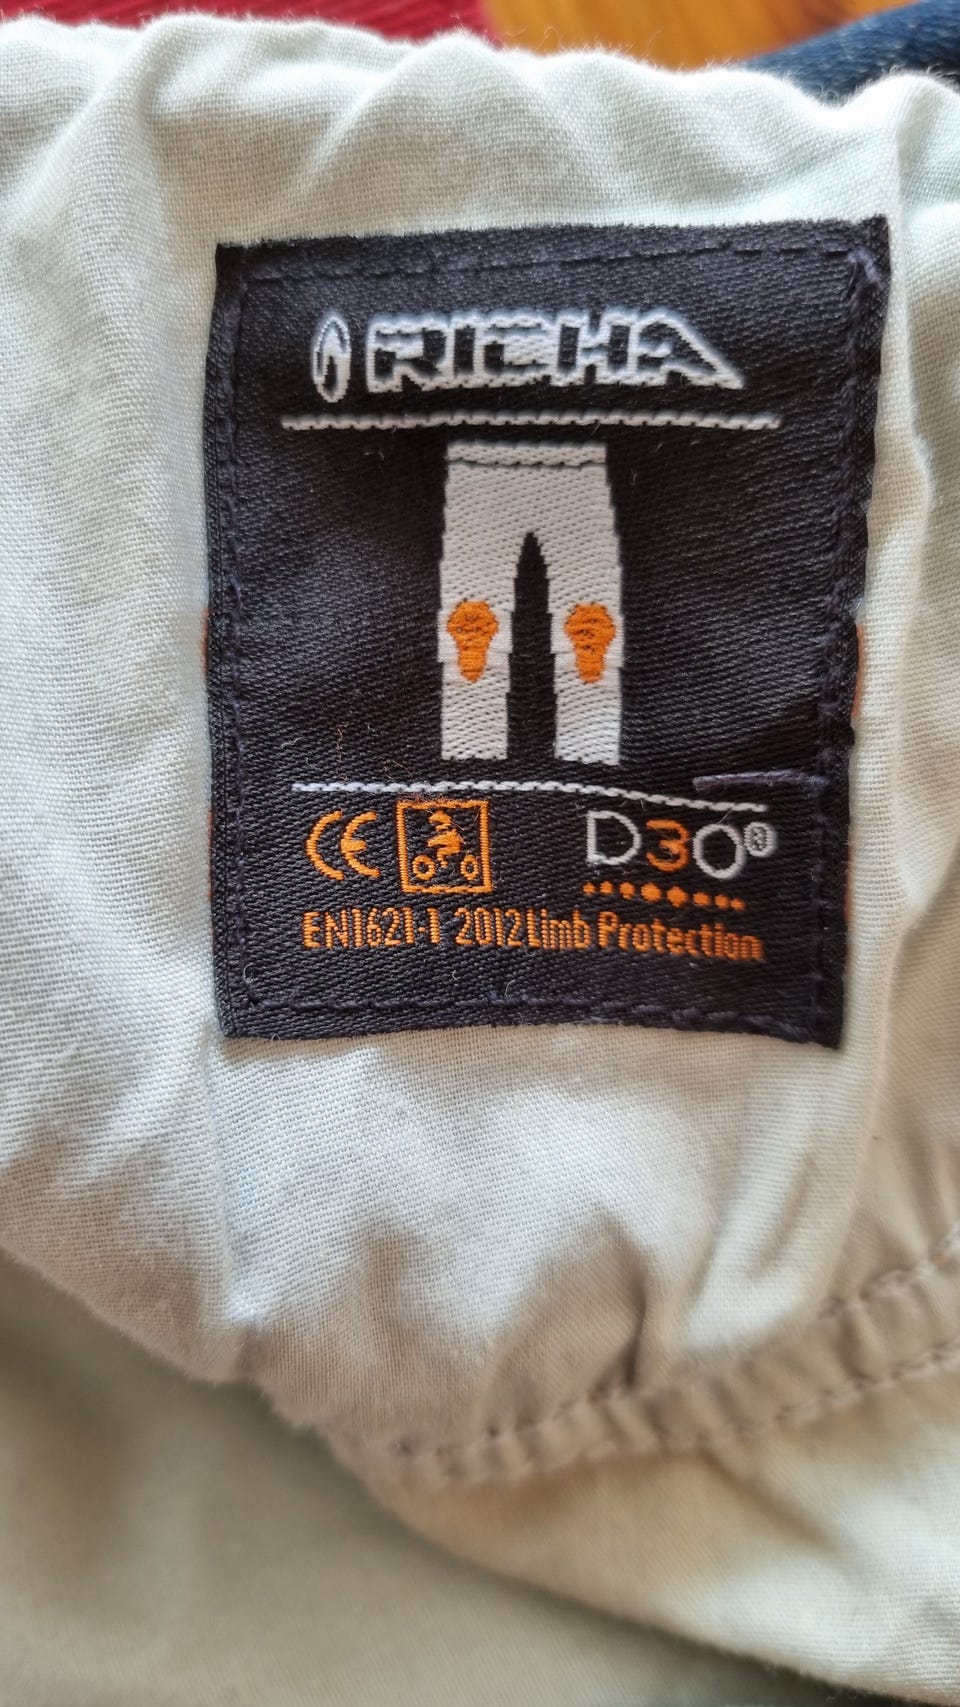 RICHA
CE
D3O®
EN1621-1 2012 Limb Protection